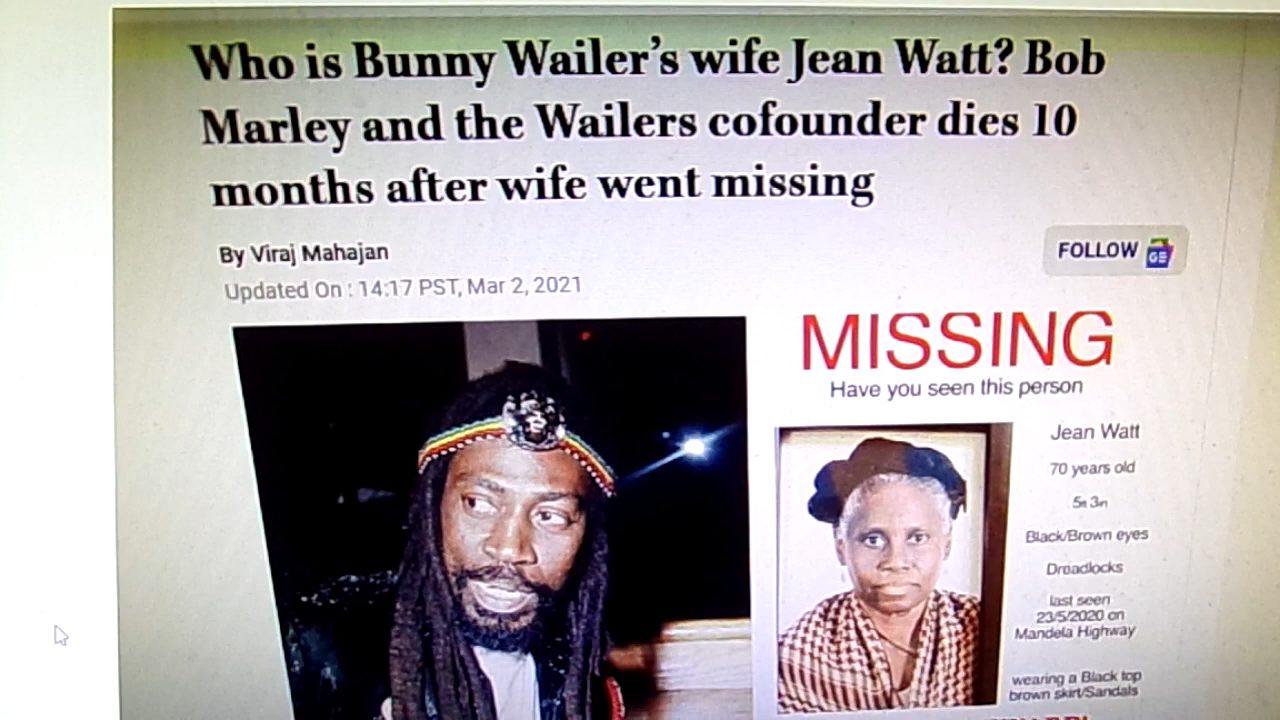 Who is Bunny Wailer's wife Jean Watt? Bob
Marley and the Wailers cofounder dies 10
months after wife went missing
By Viraj Mahajan
FOLLOW
Updated On : 14:17 PST, Mar 2, 2021
MISSING
Have you seen this person
Jean Watt
70 years old
5ft 3in
Black/Brown eyes
Dreadlocks
last seen
23/5/2020 on
Mandela Highway
wearing a Black top
brown skirt/Sandals